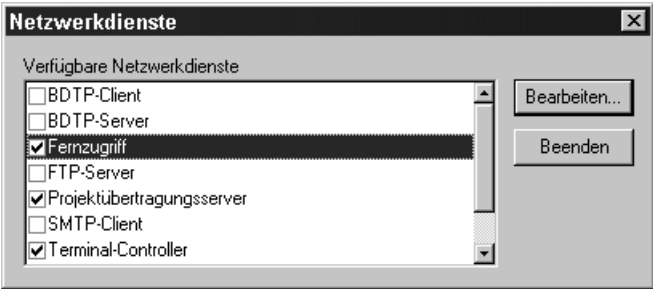 Netzwerkdienste
Verfügbare Netzwerkdienste
BDTP-Client
BDTP-Server
Fernzugriff
FTP-Server
Projektübertragungsserver
SMTP-Client
Terminal-Controller
Bearbeiten...
Beenden